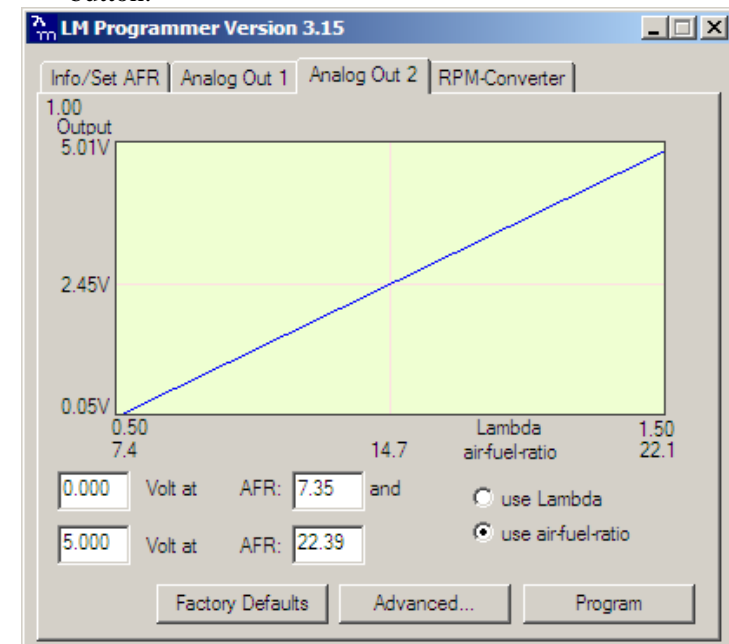 button.
LM Programmer Version 3.15
Info/Set AFR Analog Out 1 Analog Out 2 RPM-Converter
1.00
Output
5.01V
2.45V
0.05V
0.50 Lambda 1.50
7.4 14.7 air-fuel-ratio 22.1
0.000 Volt at AFR: 7.35 and use Lambda
5.000 Volt at AFR: 22.39 use air-fuel-ratio
Factory Defaults Advanced... Program